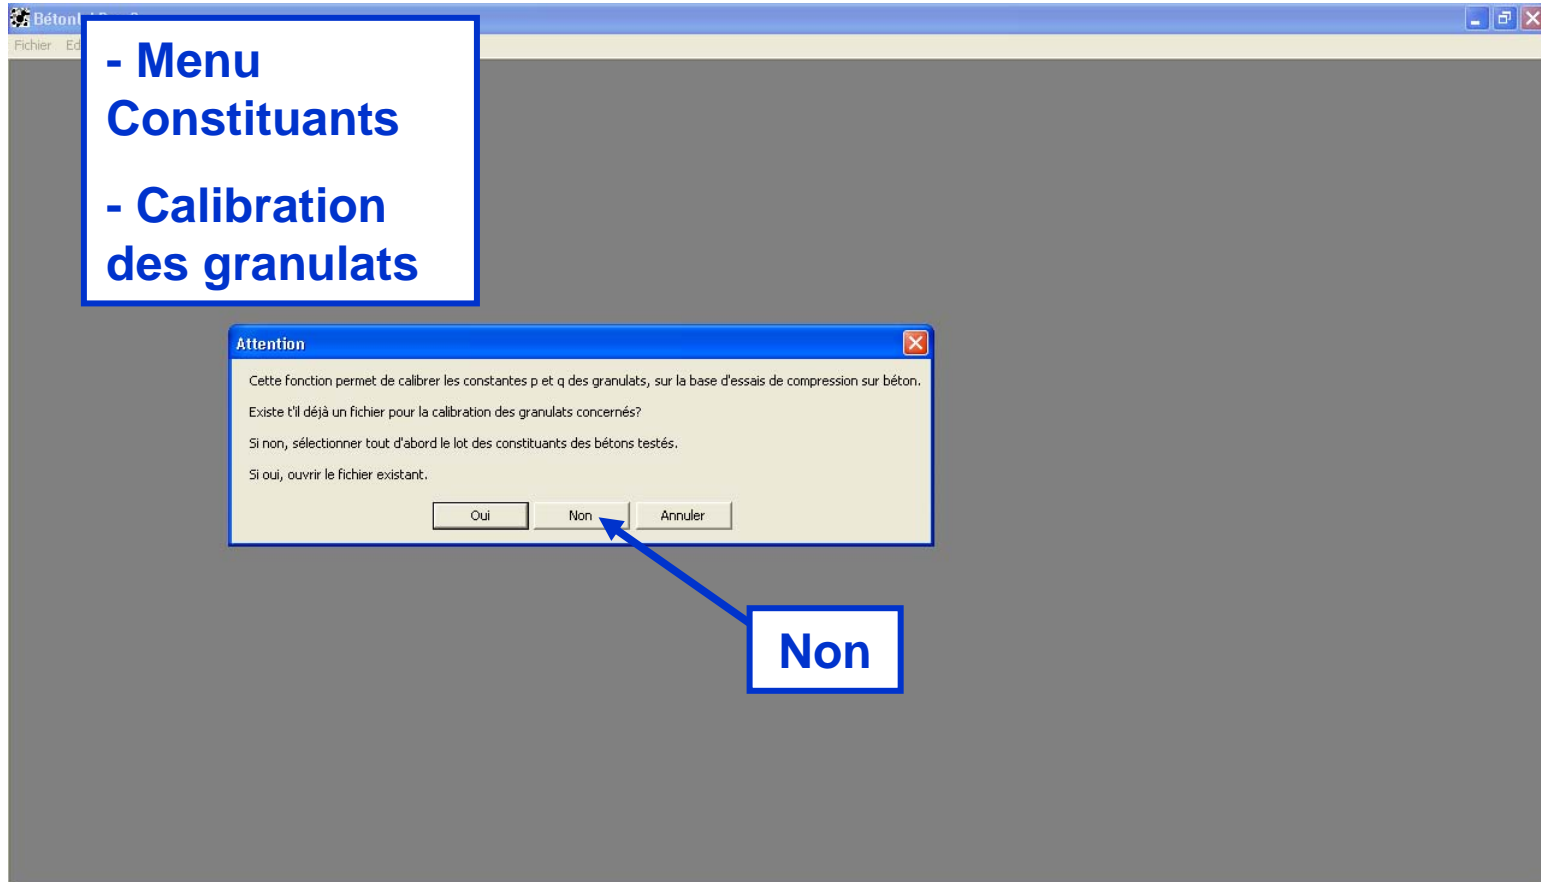 Fichier
- Menu
Constituants
- Calibration
des granulats
Attention
Cette fonction permet de calibrer les constantes p et q des granulats, sur la base d'essais de compression sur béton.
Existe t'il déjà un fichier pour la calibration des granulats concernés?
Si non, sélectionner tout d'abord le lot des constituants des bétons testés.
Si oui, ouvrir le fichier existant.
Oui Non Annuler
Non